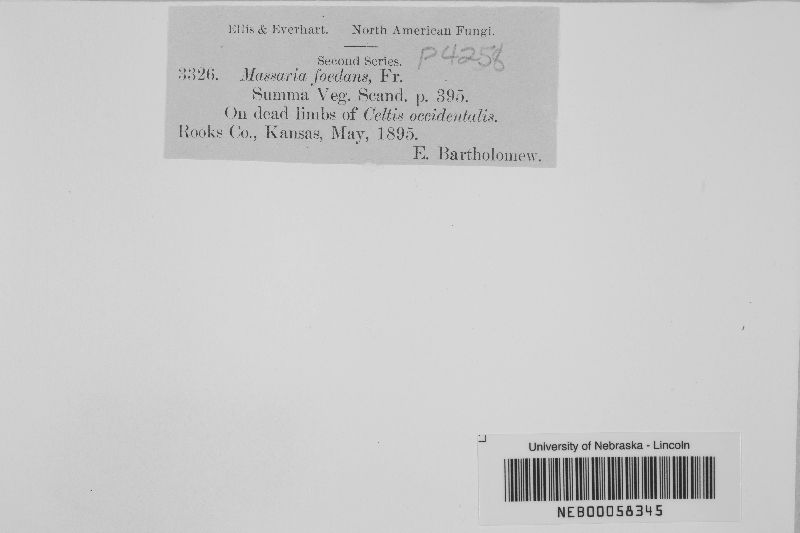 Ellis & Everhart. North American Fungi.
Second Series. P4258
3326. Massaria foedans, Fr.
Summa Veg. Scand. p. 395.
On dead limbs of Celtis occidentalis.
Rooks Co., Kansas, May, 1895.
E. Bartholomew.
University of Nebraska - Lincoln
NEB00058345